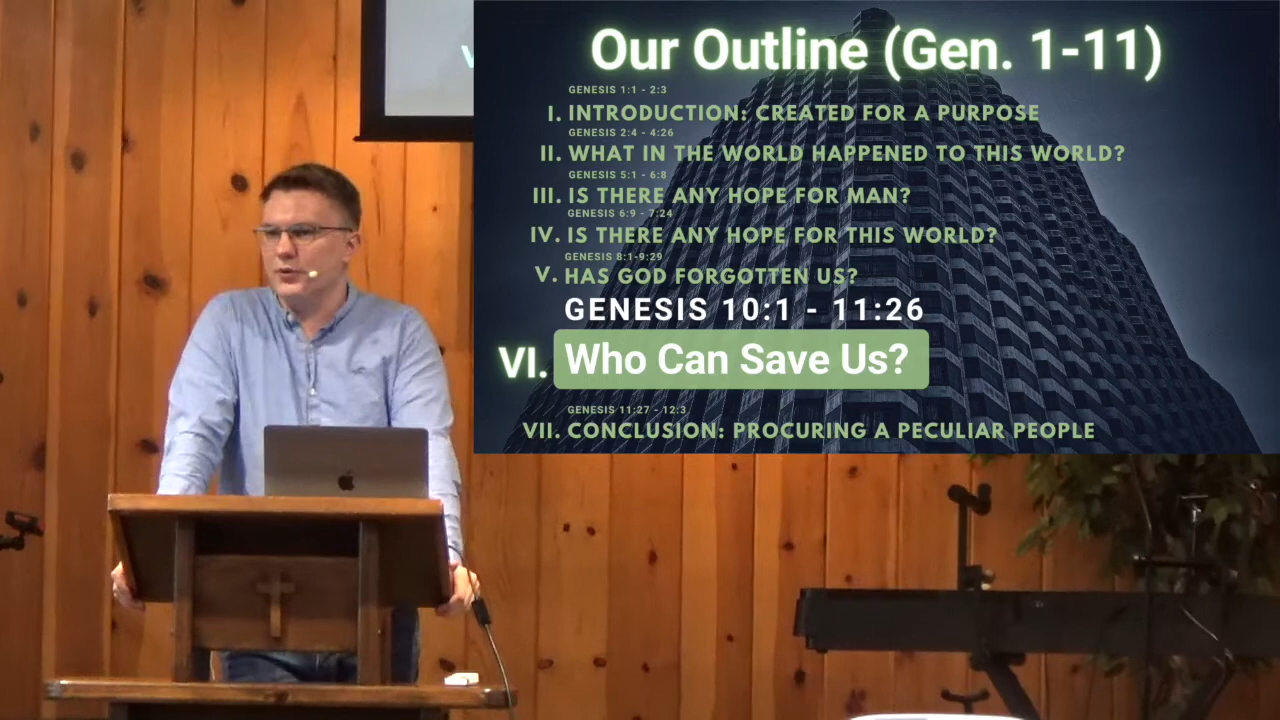 Our Outline (Gen. 1-11)
GENESIS 1:1 - 2:3
I. INTRODUCTION: CREATED FOR A PURPOSE
GENESIS 2:4 - 4:26
II. WHAT IN THE WORLD HAPPENED TO THIS WORLD?
GENESIS 5:1 - 6:8
III. IS THERE ANY HOPE FOR MAN?
GENESIS 6:9 - 7:24
IV. IS THERE ANY HOPE FOR THIS WORLD?
GENESIS 8:1-9:29
V. HAS GOD FORGOTTEN US?
GENESIS 10:1 - 11:26
VI. Who Can Save Us?
GENESIS 11:27 - 12:3
VII. CONCLUSION: PROCURING A PECULIAR PEOPLE